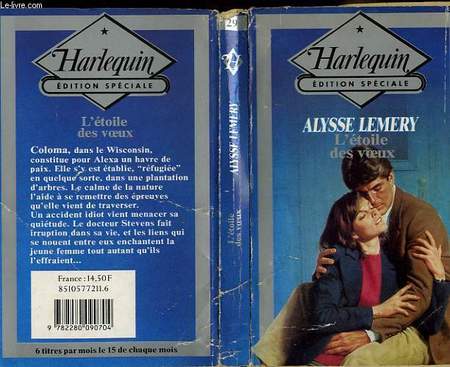 Le-livre.com
Harlequin
ÉDITION SPÉCIALE
L'étoile
des vœux
Coloma, dans le Wisconsin,
constitue pour Alexa un havre de
paix. Elle s'y est établie, "réfugiée"
en quelque sorte, dans une plantation
d'arbres. Le calme de la nature
l'aide à se remettre des épreuves
qu'elle vient de traverser.
Un accident idiot vient menacer sa
quiétude. Le docteur Stevens fait
irruption dans sa vie, et les liens qui
se nouent entre eux enchantent la
jeune femme tout autant qu'ils
l'effraient...
France : 14,50 F
8510577211.6
9 782280 090704
6 titres par mois le 15 de chaque mois
29
H
ALYSSE LEMERY
L'étoile
des vœux
Harlequin
ÉDITION SPÉCIALE
ALYSSE LEMERY
L'étoile
des vœux